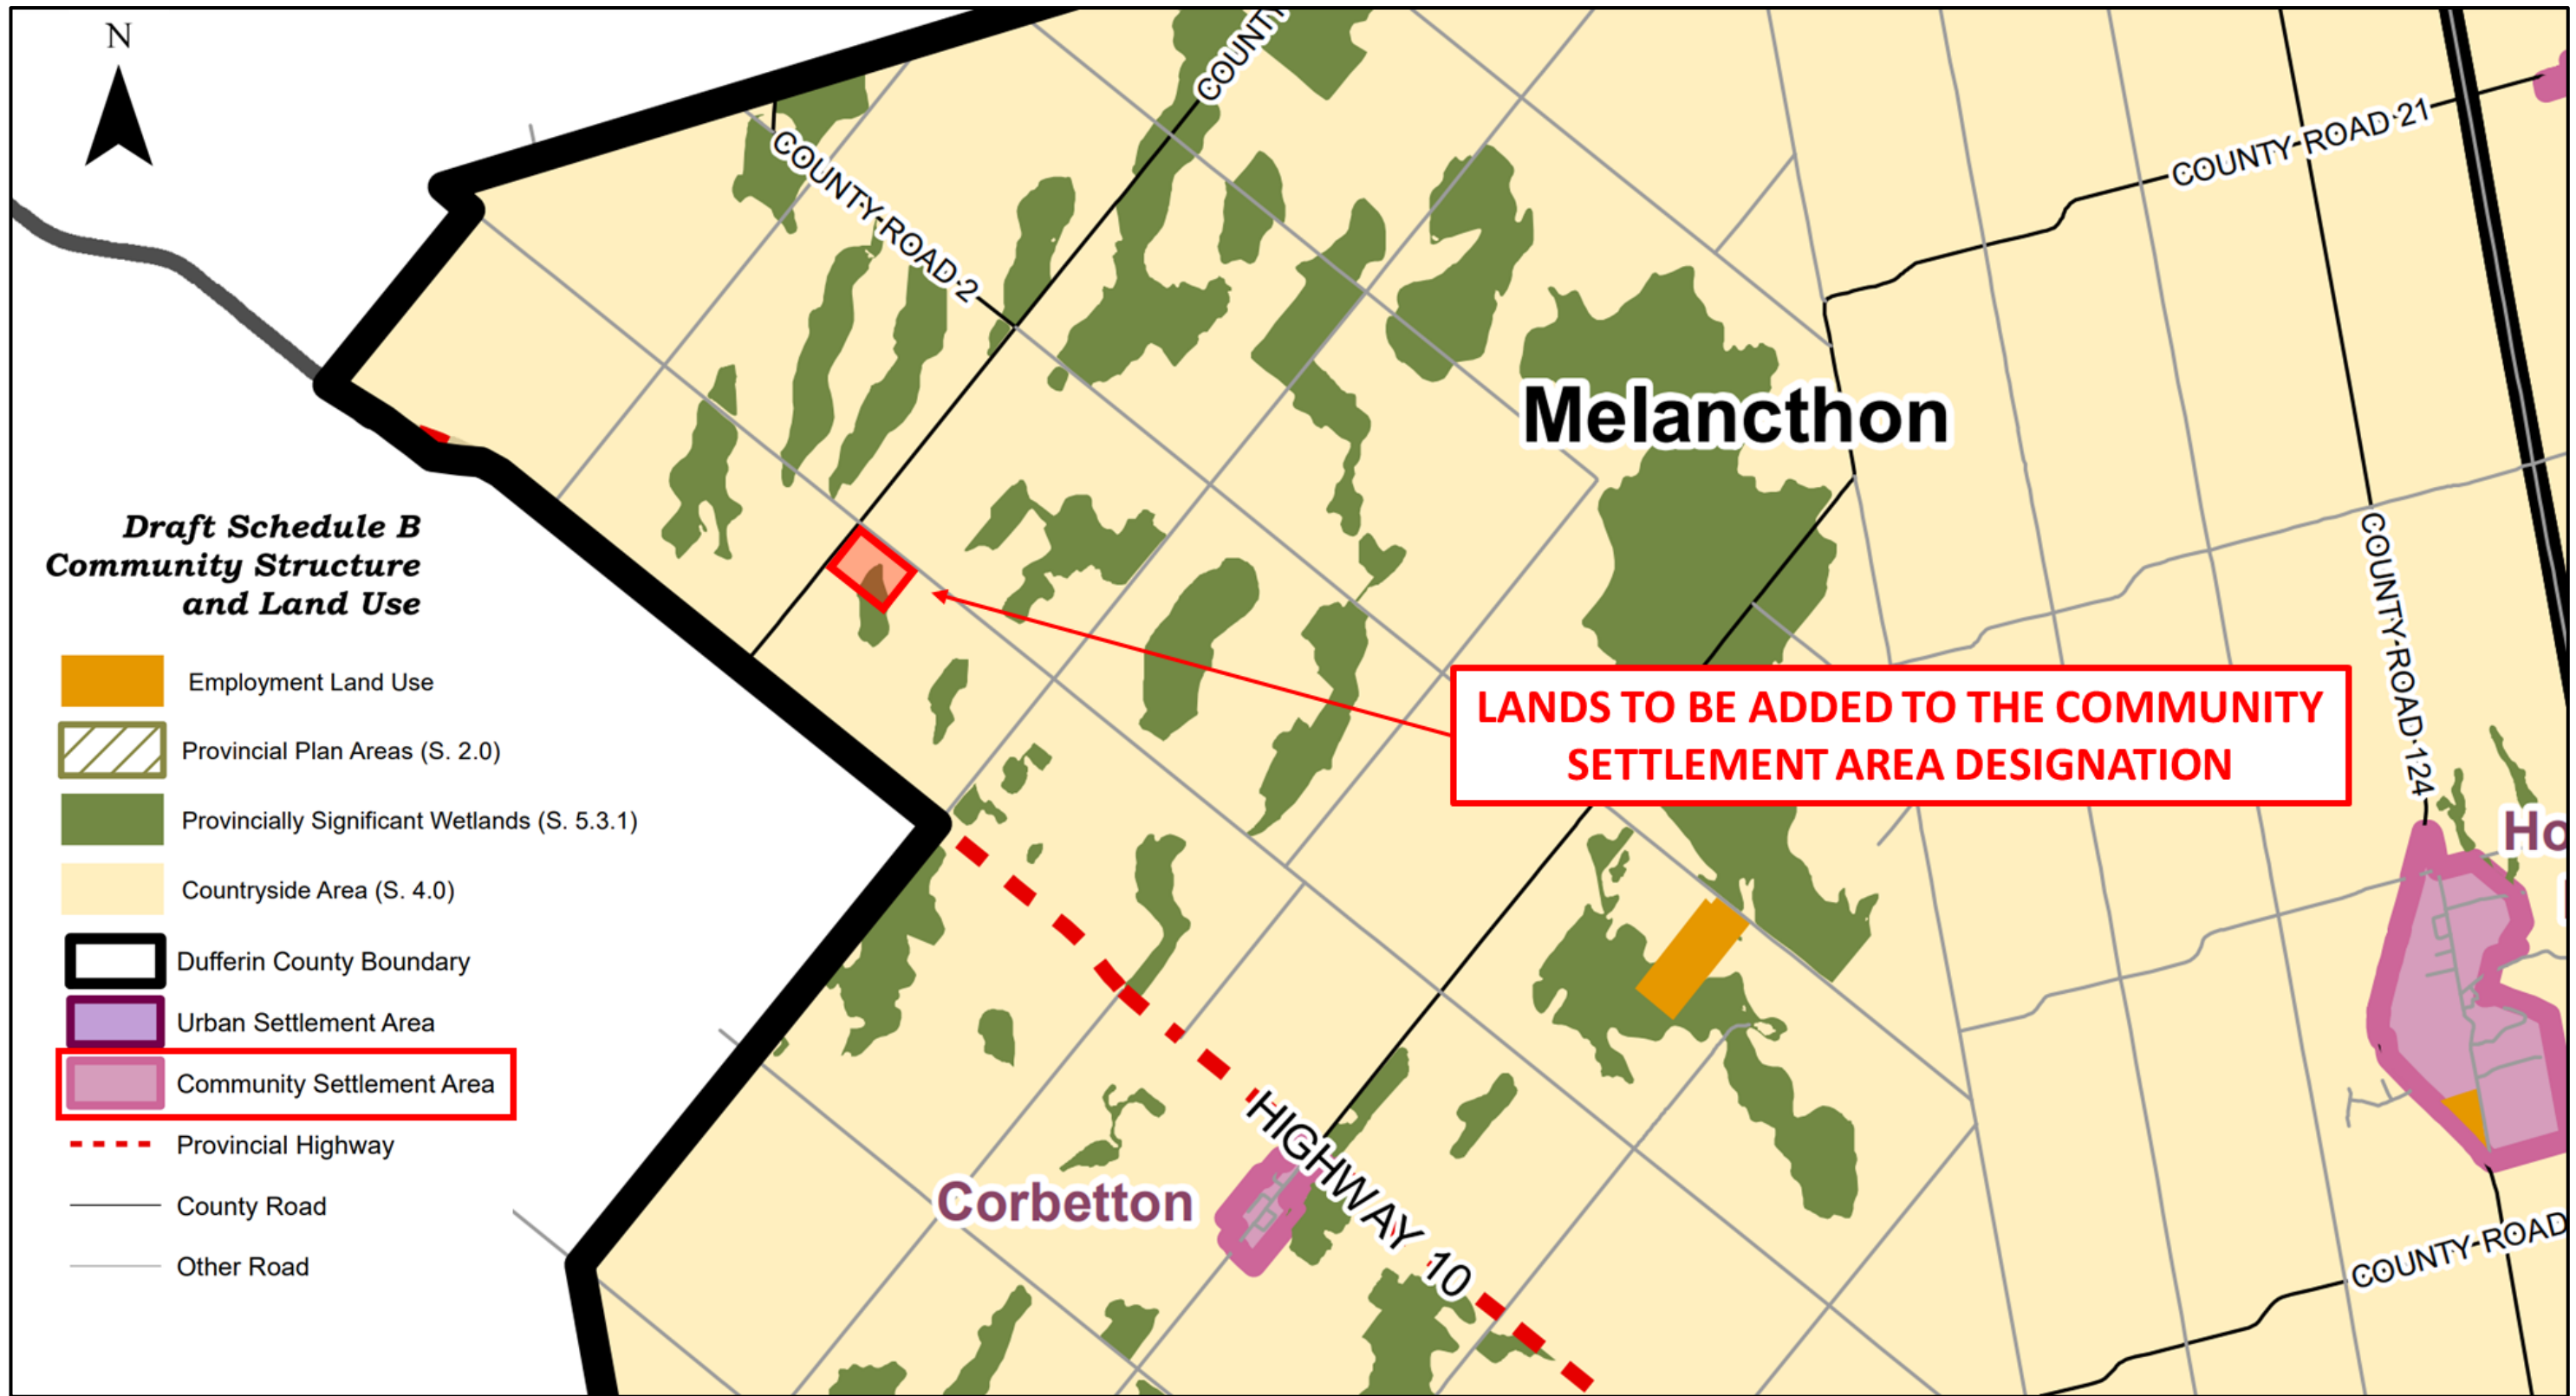 N
COUNTY
COUNTY ROAD 2
COUNTY ROAD 21
Melancthon
Draft Schedule B
Community Structure
and Land Use
Employment Land Use
Provincial Plan Areas (S. 2.0)
Provincially Significant Wetlands (S. 5.3.1)
Countryside Area (S. 4.0)
Dufferin County Boundary
Urban Settlement Area
Community Settlement Area
Provincial Highway
County Road
Other Road
LANDS TO BE ADDED TO THE COMMUNITY
SETTLEMENT AREA DESIGNATION
COUNTY ROAD 124
Ho
HIGHWAY 10
Corbetton
COUNTY ROAD